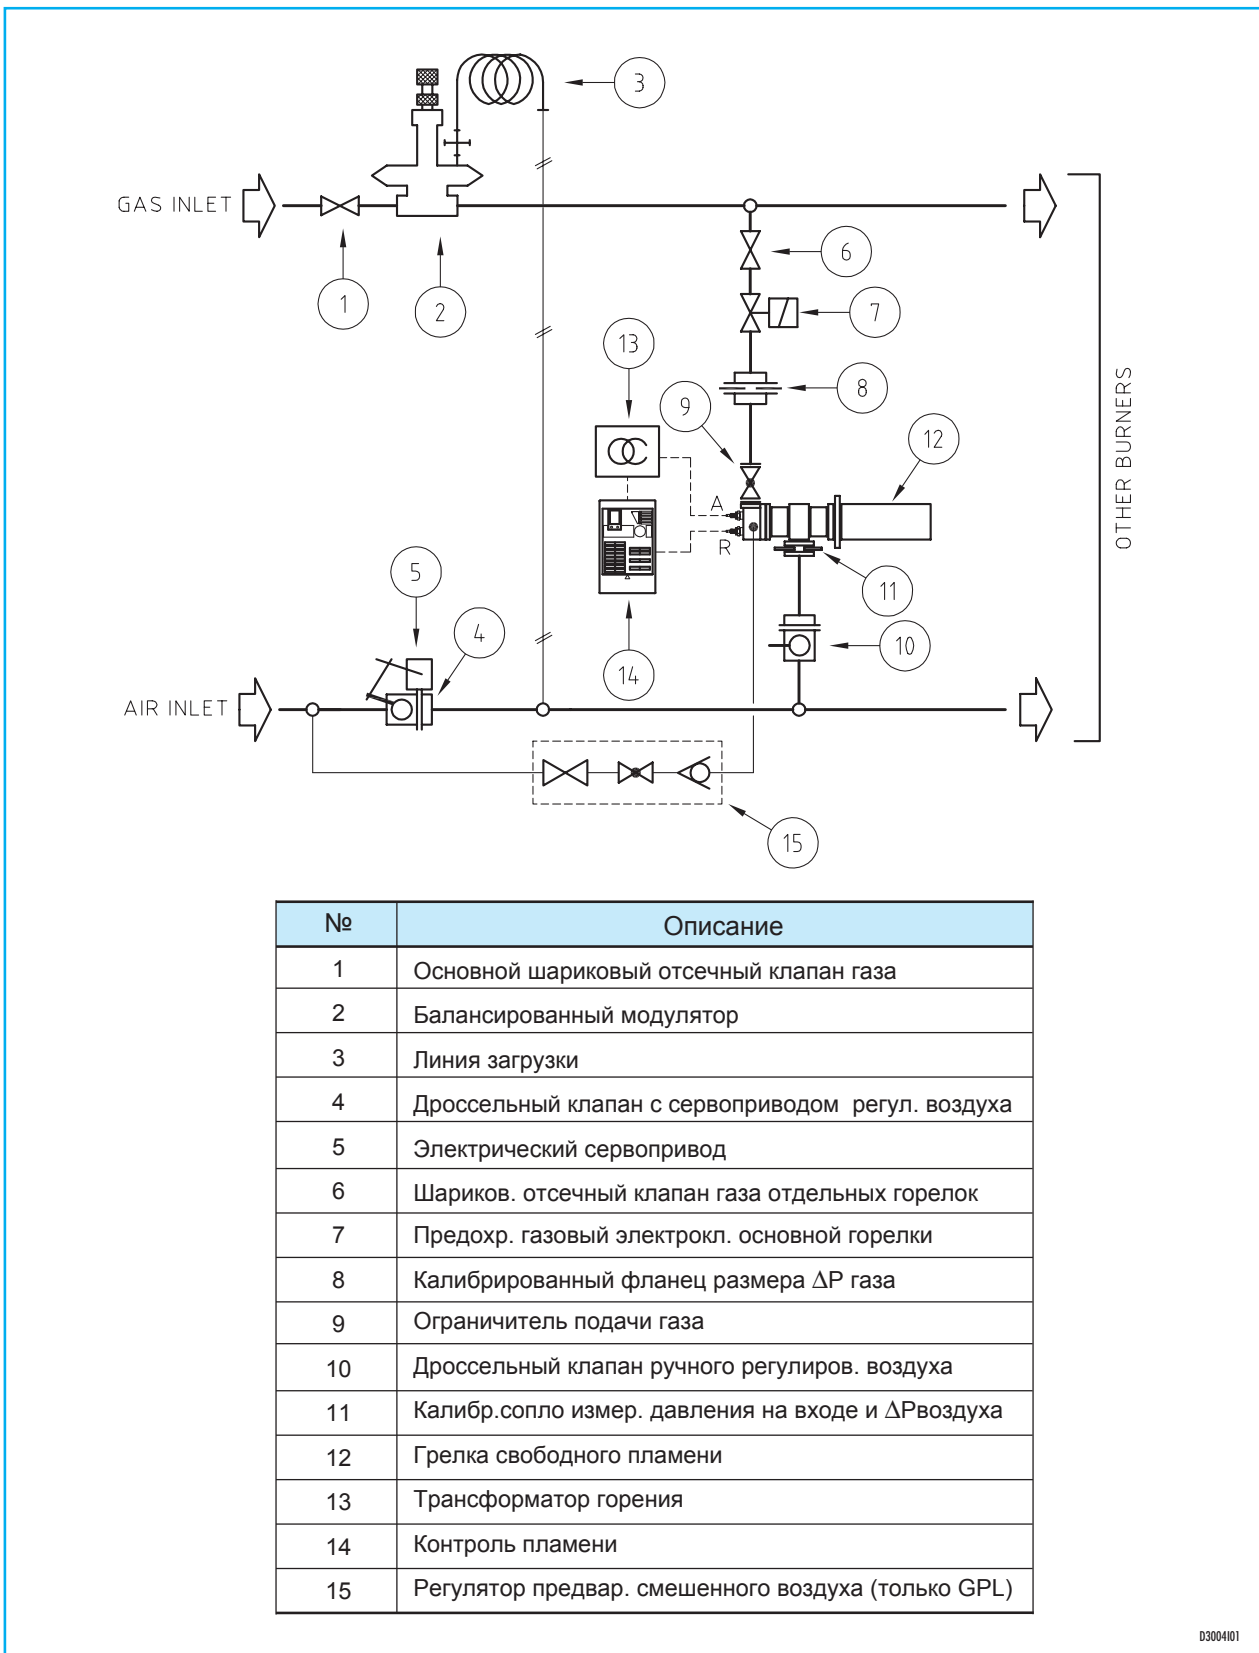 3
GAS INLET
1
2
6
7
13
8
9
12
OTHER BURNERS
A
R
11
5
4
10
14
AIR INLET
15
№ Описание
1 Основной шариковый отсечный клапан газа
2 Балансированный модулятор
3 Линия загрузки
4 Дроссельный клапан с сервоприводом регул. воздуха
5 Электрический сервопривод
6 Шариков. отсечный клапан газа отдельных горелок
7 Предохр. газовый электрокл. основной горелки
8 Калибрированный фланец размера ΔP газа
9 Ограничитель подачи газа
10 Дроссельный клапан ручного регулиров. воздуха
11 Калибр.сопло измер. давления на входе и ΔPвоздуха
12 Грелка свободного пламени
13 Трансформатор горения
14 Контроль пламени
15 Регулятор предвар. смешенного воздуха (только GPL)
D3004I01